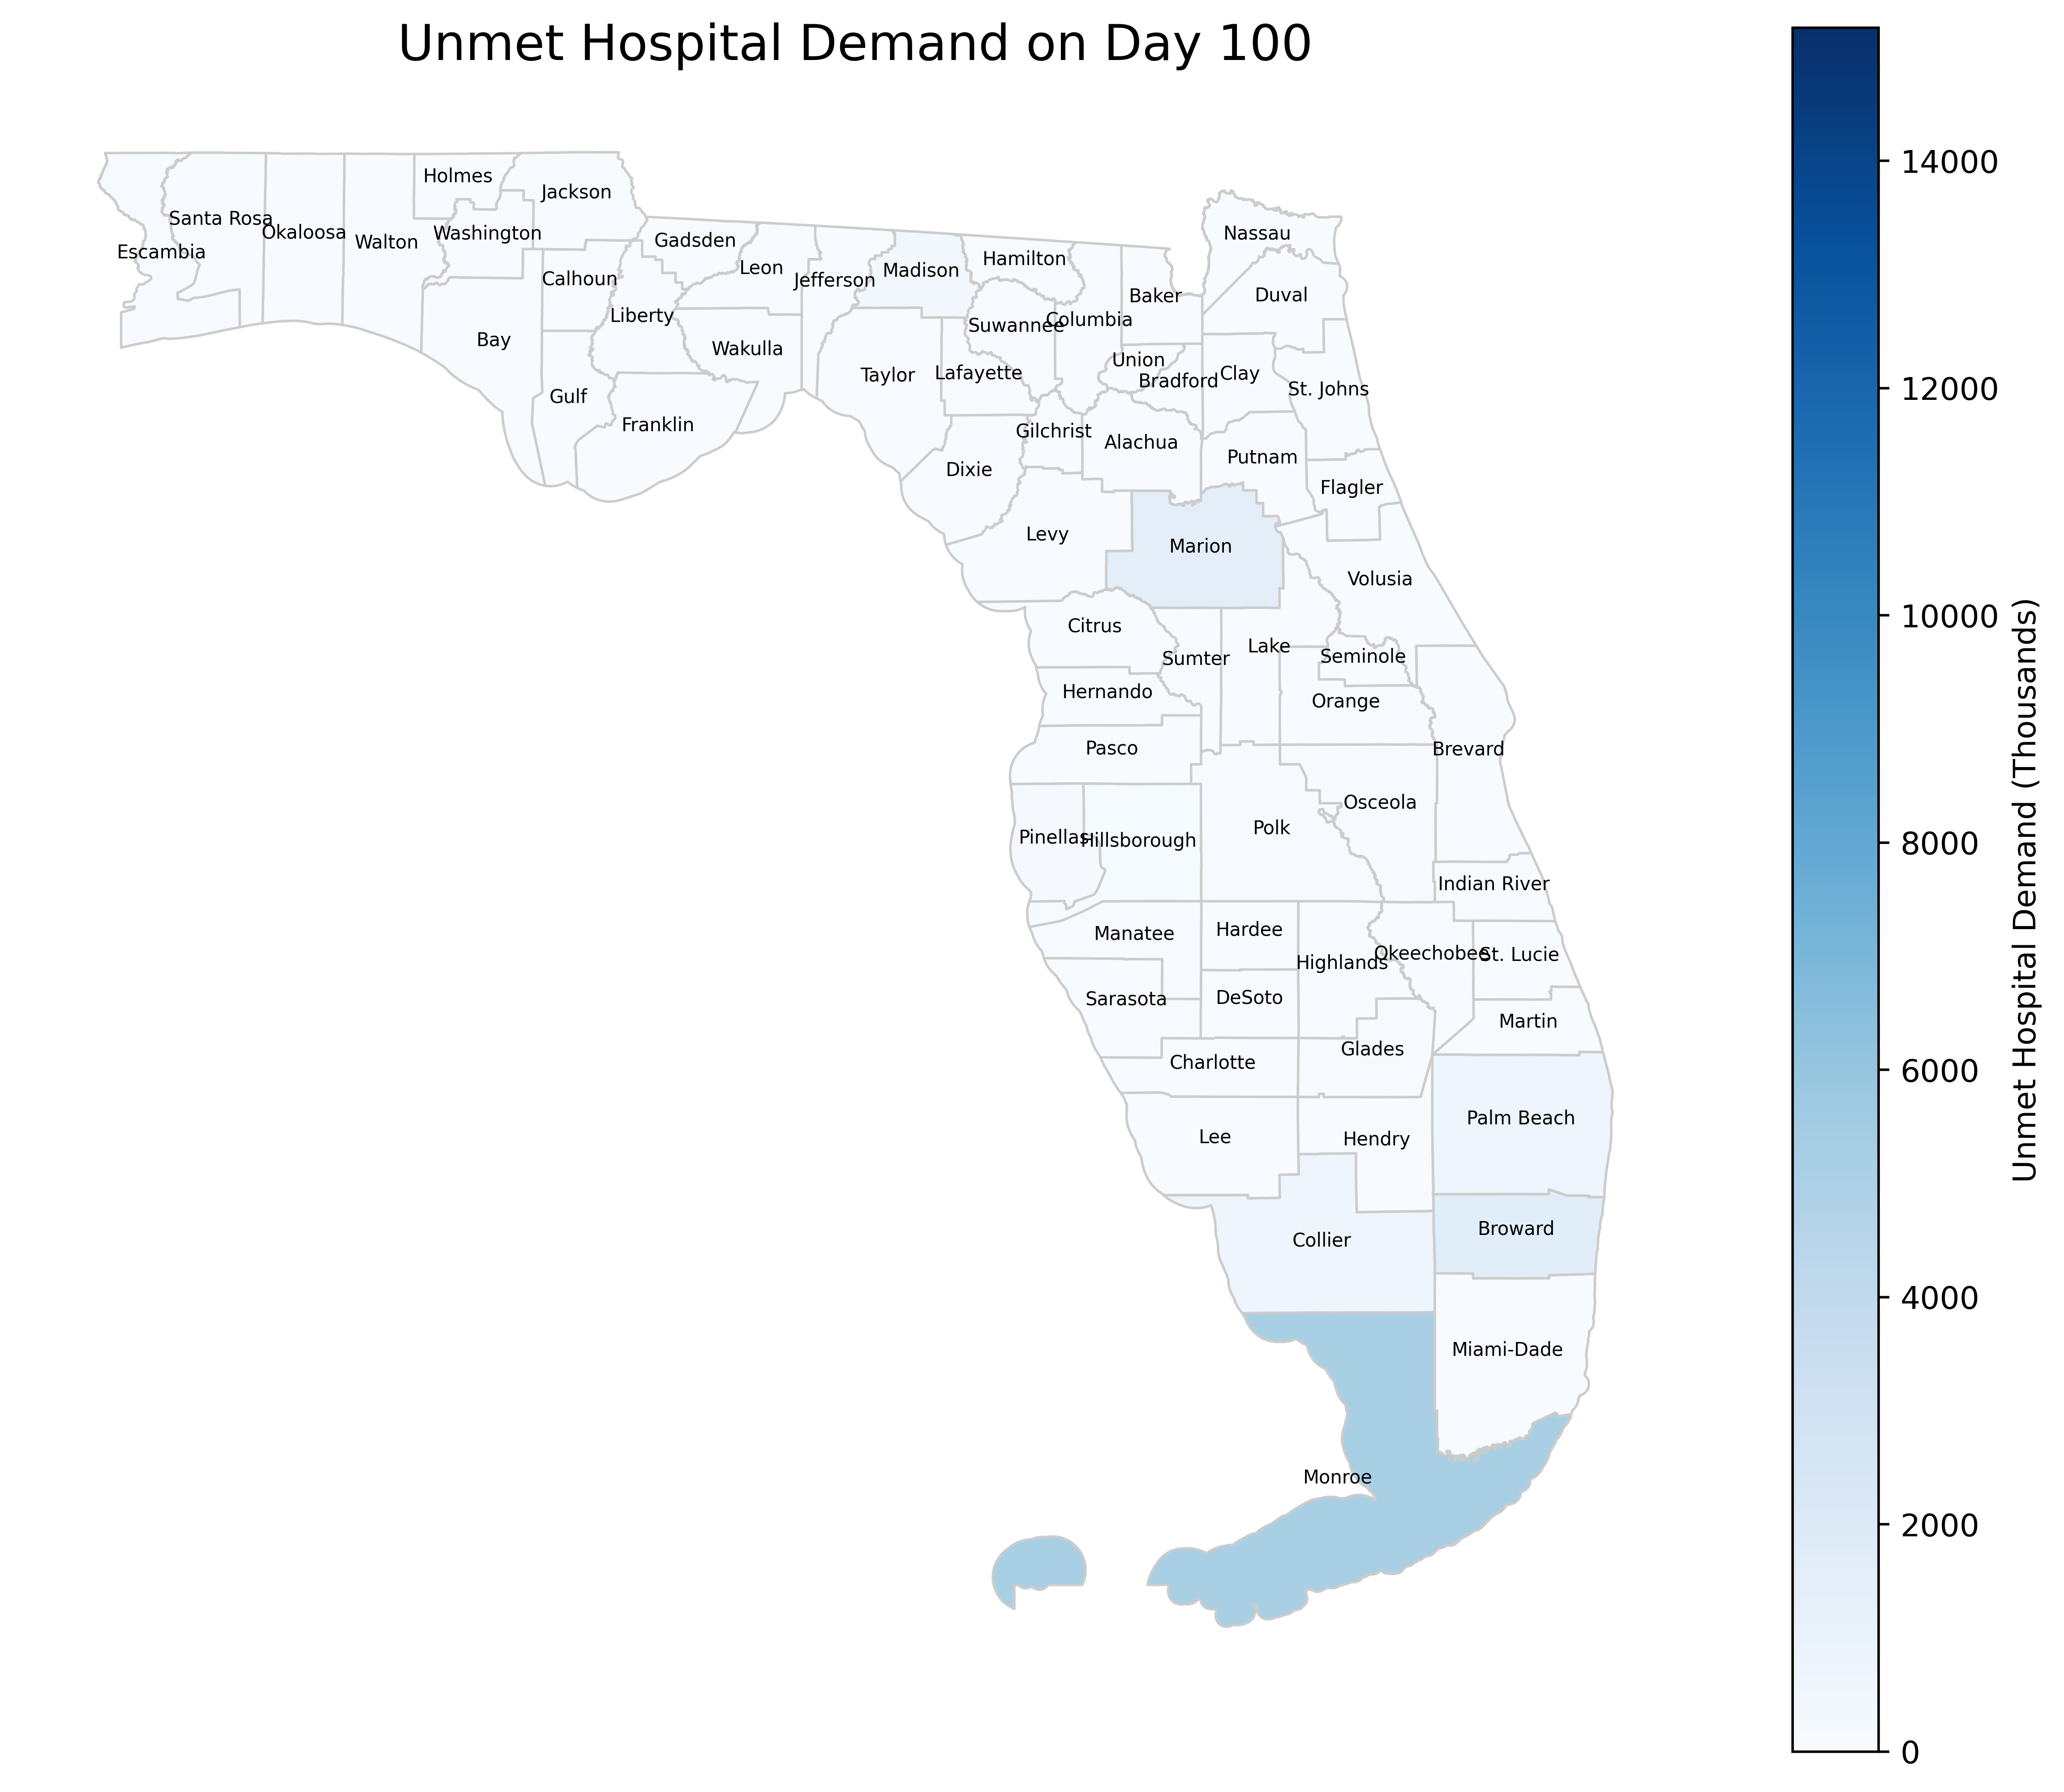 Unmet Hospital Demand on Day 100
Holmes
Jackson
Santa Rosa
Okaloosa
Walton
Washington
Escambia
Gadsden
Leon
Jefferson
Madison
Hamilton
Nassau
Calhoun
Liberty
Baker
Duval
Suwannee
Columbia
Bay
Wakulla
Taylor
Lafayette
Union
Bradford
Clay
St. Johns
Gulf
Franklin
Gilchrist
Alachua
Putnam
Dixie
Flagler
Levy
Marion
Volusia
Citrus
Sumter
Lake
Seminole
Hernando
Orange
Pasco
Brevard
Osceola
Polk
Pinellas
Hillsborough
Indian River
Manatee
Hardee
Highlands
Okeechobee
St. Lucie
Sarasota
DeSoto
Martin
Charlotte
Glades
Lee
Hendry
Palm Beach
Collier
Broward
Miami-Dade
Monroe
14000
12000
10000
8000
6000
4000
2000
0
Unmet Hospital Demand (Thousands)